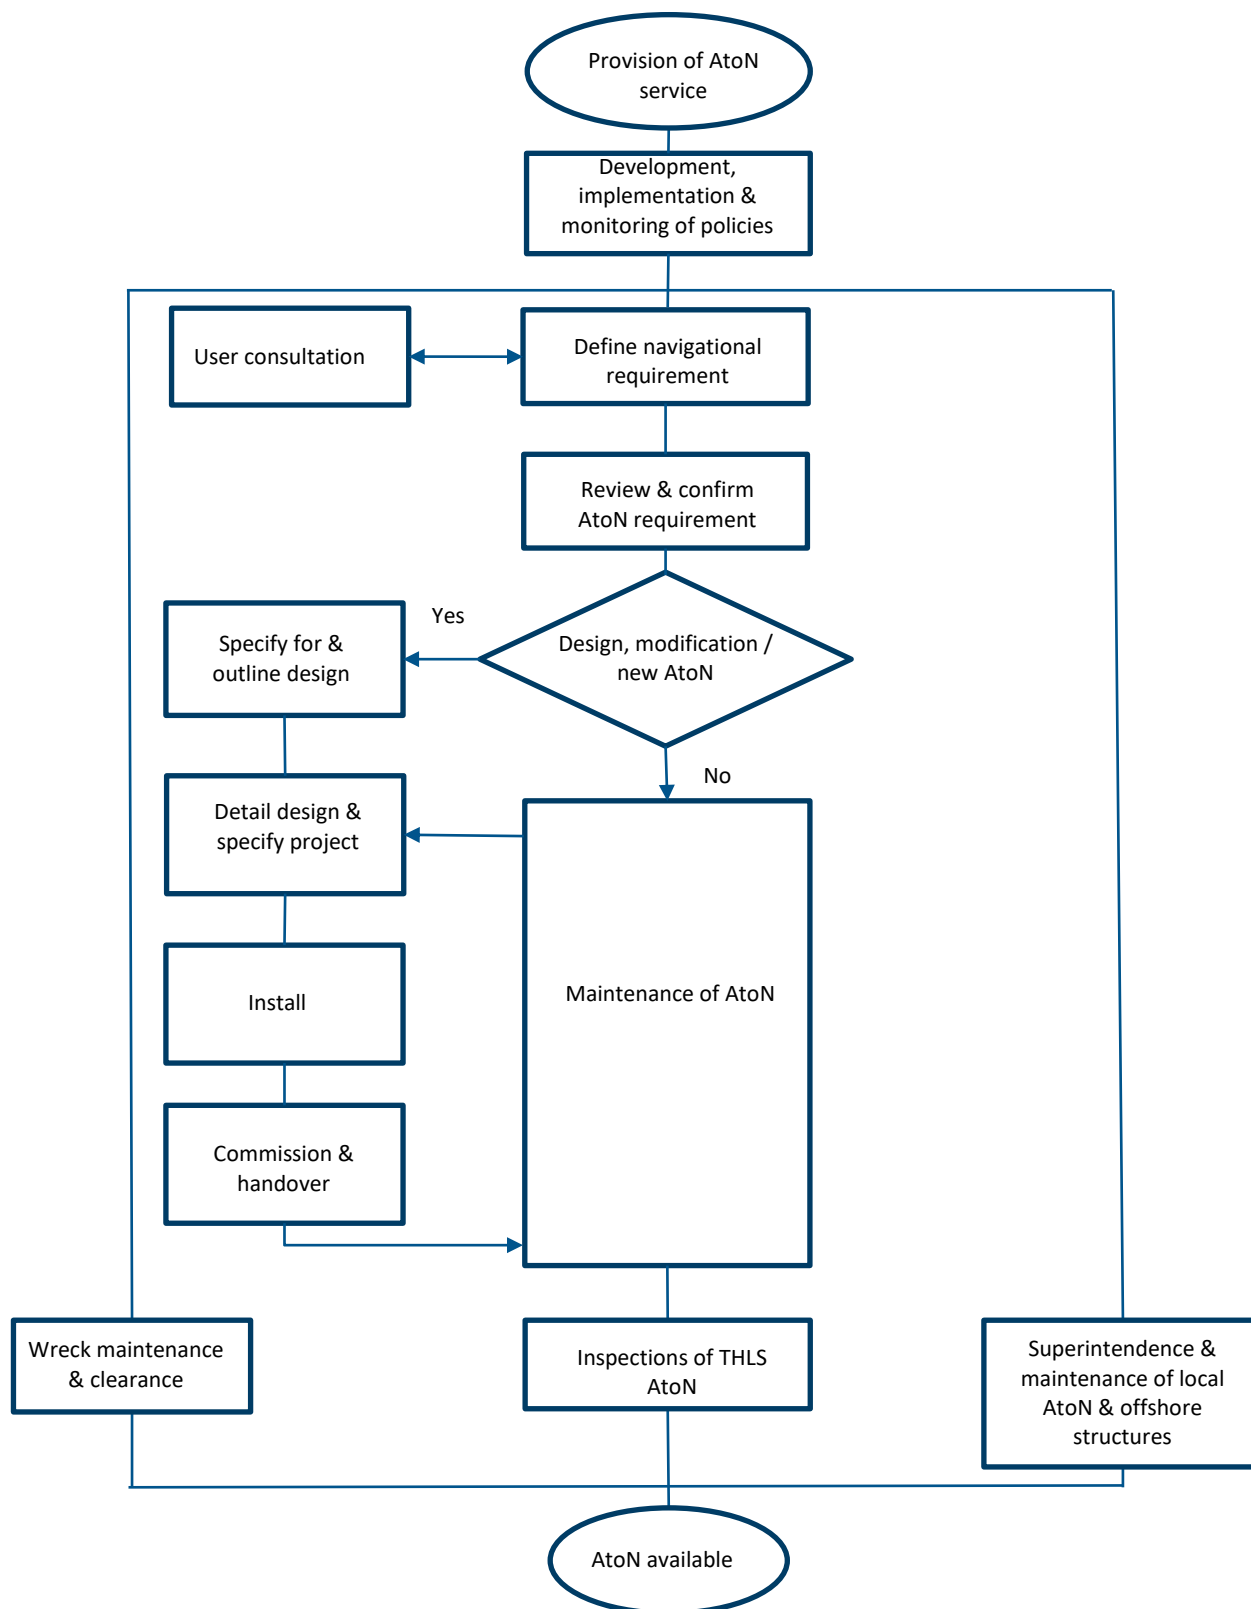 Provision of AtoN
service
Development,
implementation &
monitoring of policies
User consultation
Define navigational
requirement
Review & confirm
AtoN requirement
Yes
Specify for &
outline design
Design, modification /
new AtoN
No
Detail design &
specify project
Install
Maintenance of AtoN
Commission &
handover
Wreck maintenance
& clearance
Inspections of THLS
AtoN
Superintendence &
maintenance of local
AtoN & offshore
structures
AtoN available